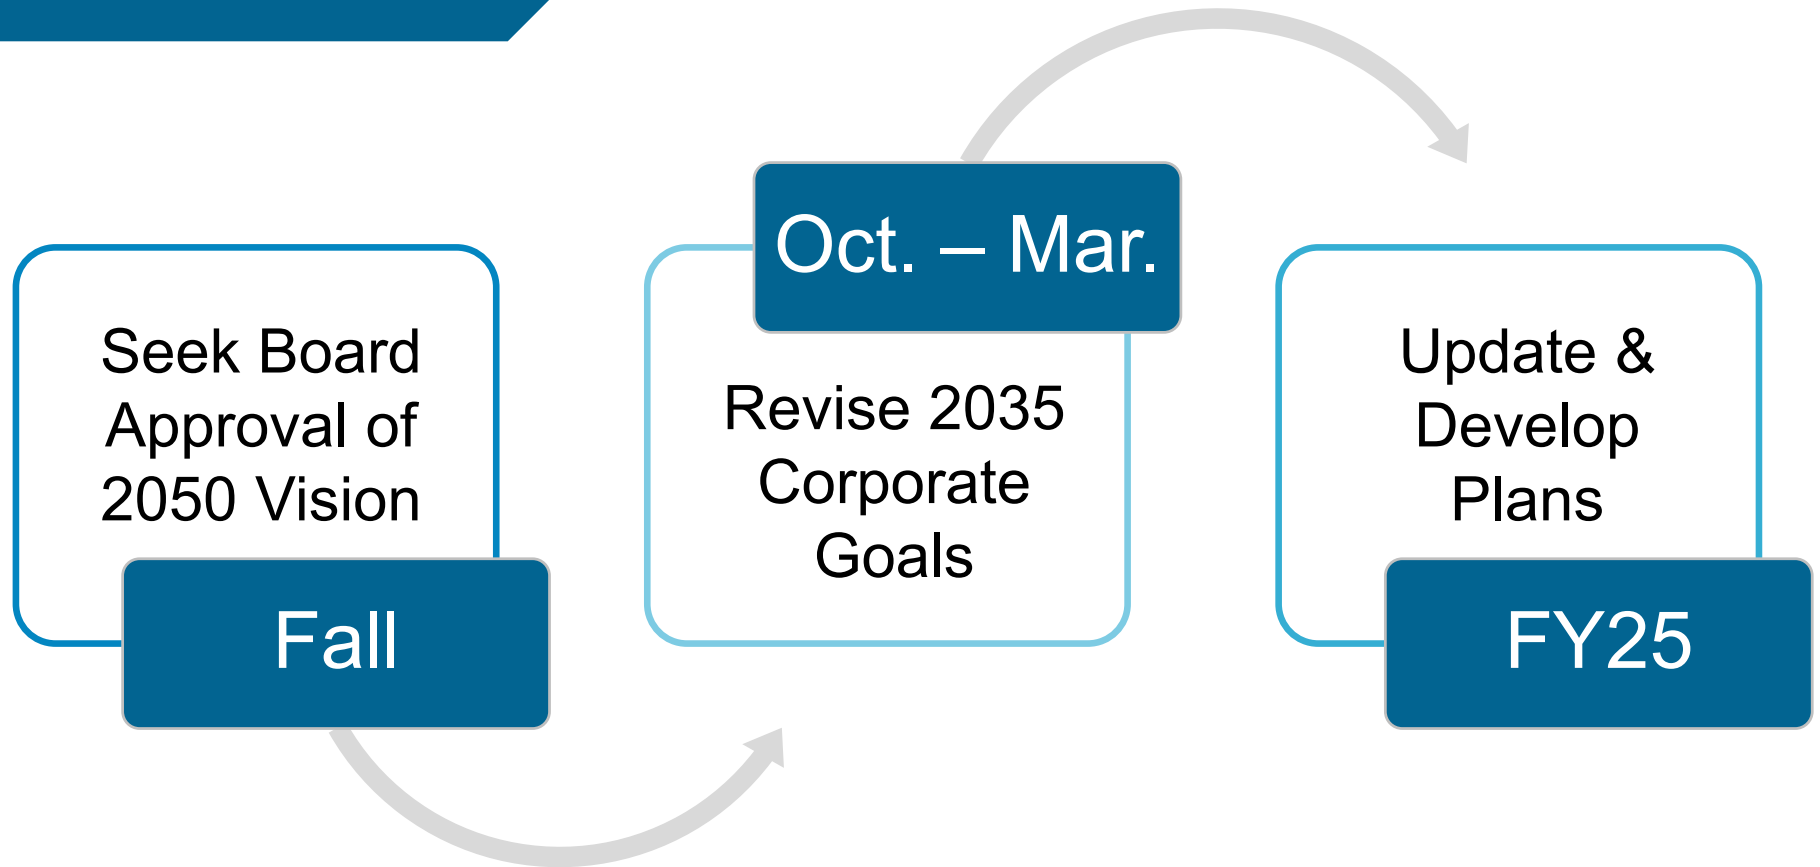 Seek Board
Approval of
2050 Vision
Fall
Oct. – Mar.
Revise 2035
Corporate
Goals
Update &
Develop
Plans
FY25